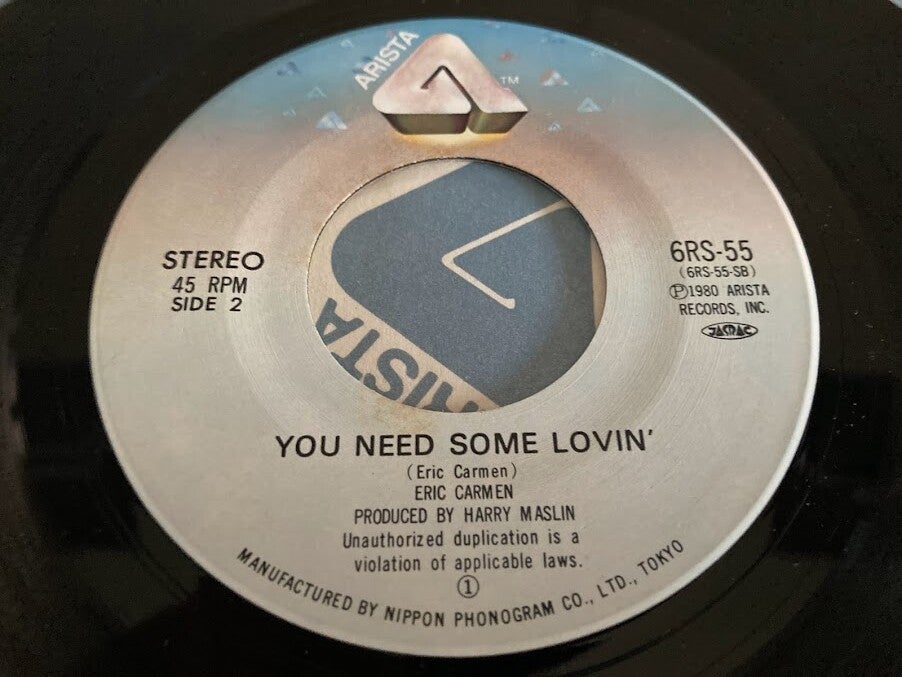 ARISTA
TM
STEREO
45 RPM
SIDE 2
6RS-55
(6RS-55-SB)
Ⓟ1980 ARISTA
RECORDS, INC.
JASRAC
ARISTA
YOU NEED SOME LOVIN'
(Eric Carmen)
ERIC CARMEN
PRODUCED BY HARRY MASLIN
Unauthorized duplication is a
violation of applicable laws.
①
MANUFACTURED BY NIPPON PHONOGRAM CO., LTD., TOKYO